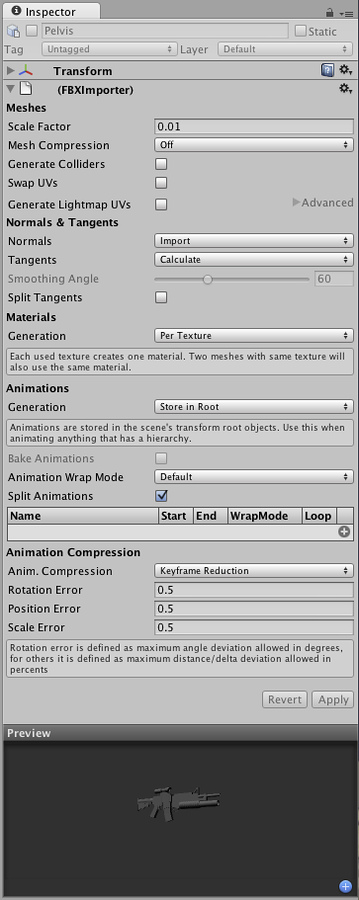 Inspector
Pelvis Static
Tag Untagged Layer Default
Transform
(FBXImporter)
Meshes
Scale Factor 0.01
Mesh Compression Off
Generate Colliders
Swap UVs
Generate Lightmap UVs Advanced
Normals & Tangents
Normals Import
Tangents Calculate
Smoothing Angle 60
Split Tangents
Materials
Generation Per Texture
Each used texture creates one material. Two meshes with same texture will
also use the same material.
Animations
Generation Store in Root
Animations are stored in the scene's transform root objects. Use this when
animating anything that has a hierarchy.
Bake Animations
Animation Wrap Mode Default
Split Animations
Name Start End WrapMode Loop
Animation Compression
Anim. Compression Keyframe Reduction
Rotation Error 0.5
Position Error 0.5
Scale Error 0.5
Rotation error is defined as maximum angle deviation allowed in degrees,
for others it is defined as maximum distance/delta deviation allowed in
percents
Revert Apply
Preview